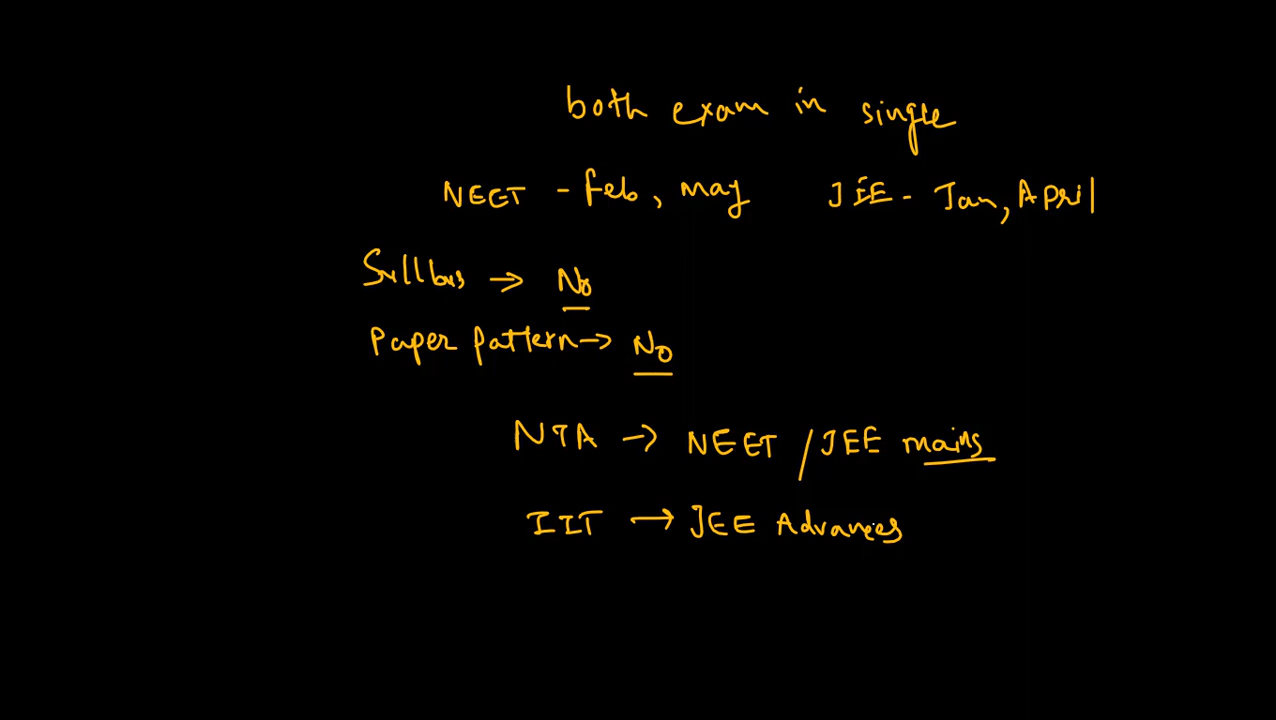 both exam in single
NEET - feb, may JEE - Jan, April
Sullbus → No
Paper pattern → No
NTA → NEET / JEE mains
IIT → JEE Advances